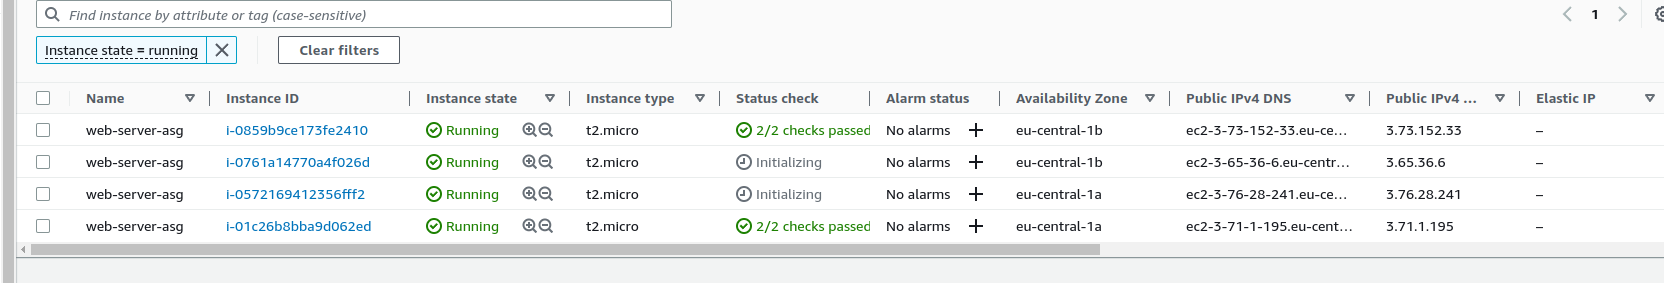 Find instance by attribute or tag (case-sensitive)
1
Instance state = running
Clear filters
Name Instance ID Instance state Instance type Status check Alarm status Availability Zone Public IPv4 DNS Public IPv4 ... Elastic IP
web-server-asg i-0859b9ce173fe2410 Running t2.micro 2/2 checks passed No alarms + eu-central-1b ec2-3-73-152-33.eu-ce... 3.73.152.33 –
web-server-asg i-0761a14770a4f026d Running t2.micro Initializing No alarms + eu-central-1b ec2-3-65-36-6.eu-centr... 3.65.36.6 –
web-server-asg i-0572169412356fff2 Running t2.micro Initializing No alarms + eu-central-1a ec2-3-76-28-241.eu-ce... 3.76.28.241 –
web-server-asg i-01c26b8bba9d062ed Running t2.micro 2/2 checks passed No alarms + eu-central-1a ec2-3-71-1-195.eu-cent... 3.71.1.195 –